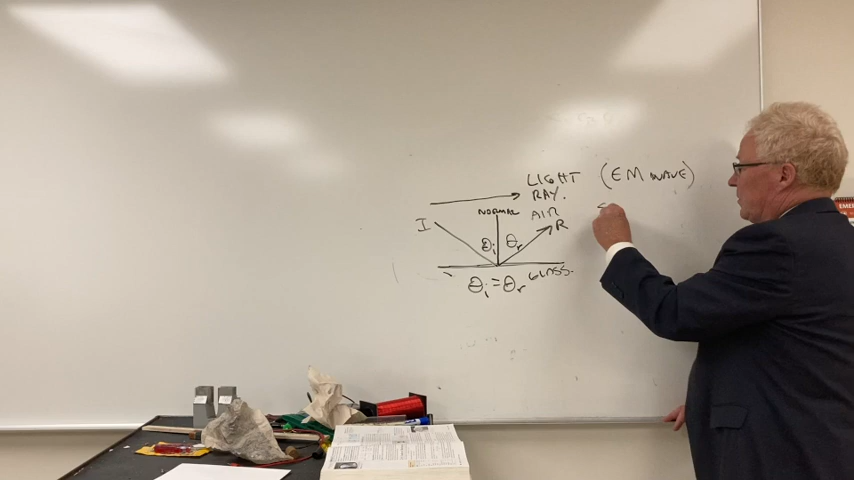 LIGHT (EM WAVE)
RAY.
NORMAL AIR
I R
θi θr
GLASS.
θi = θr